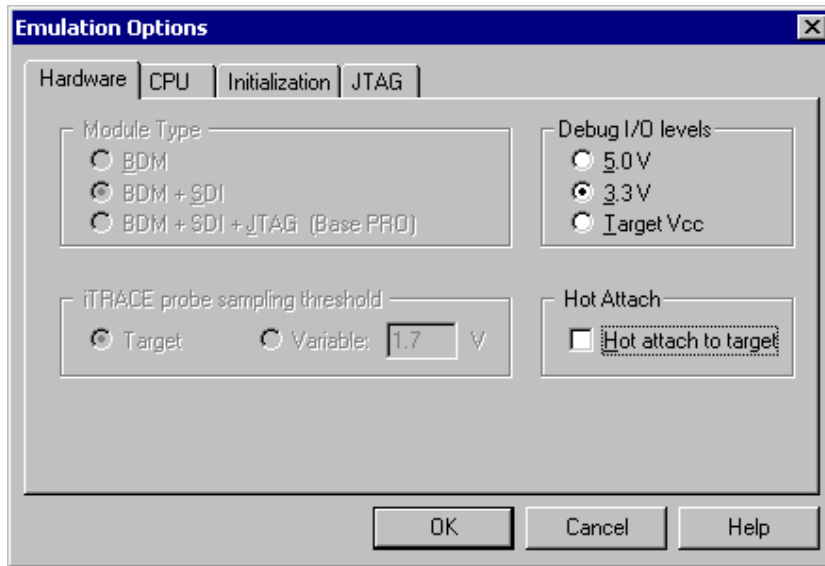 Emulation Options
Hardware CPU Initialization JTAG
Module Type
BDM
BDM + SDI
BDM + SDI + JTAG (Base PRO)
Debug I/O levels
5.0 V
3.3 V
Target Vcc
iTRACE probe sampling threshold
Target Variable: 1.7 V
Hot Attach
Hot attach to target
OK Cancel Help